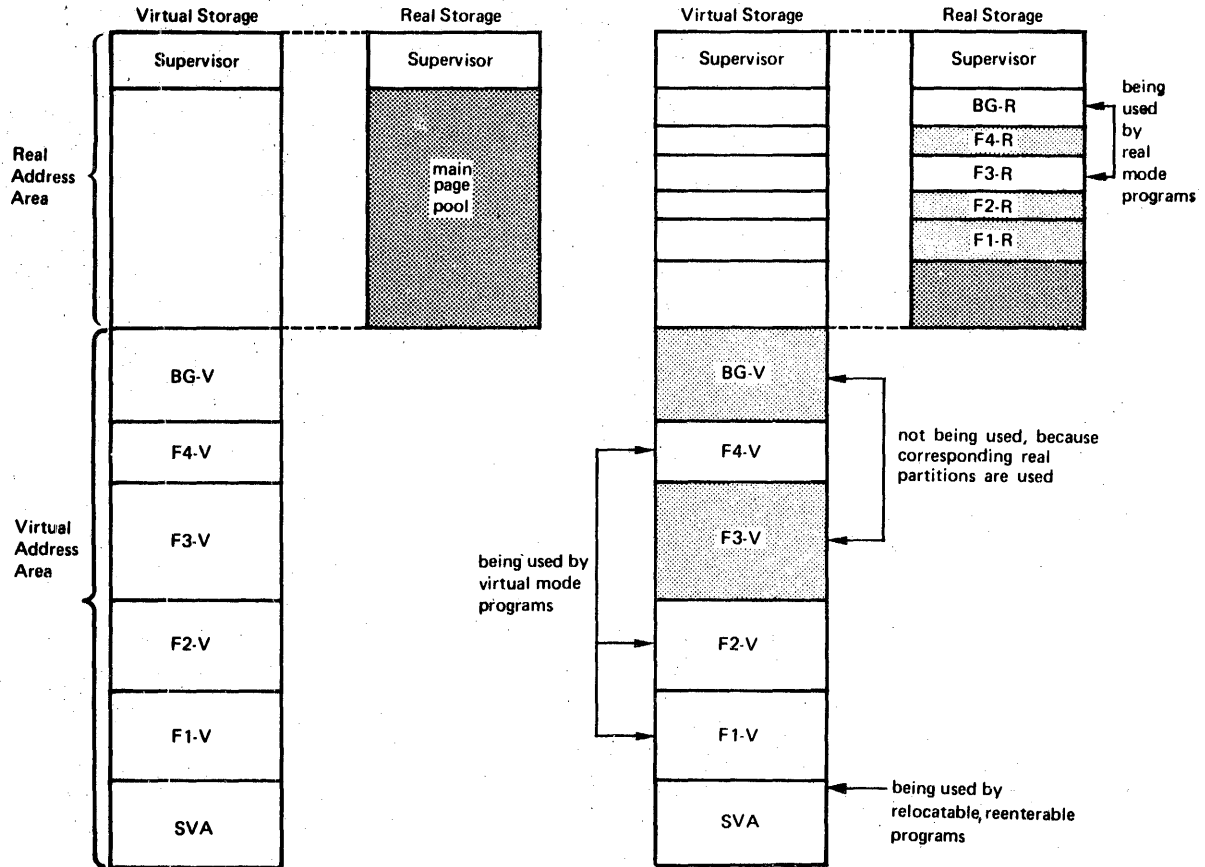 Virtual Storage
Real Storage
Virtual Storage
Real Storage
Supervisor
Supervisor
Supervisor
Supervisor
Real
Address
Area
main
page
pool
BG-R
F4-R
F3-R
F2-R
F1-R
being
used
by
real
mode
programs
Virtual
Address
Area
BG-V
F4-V
F3-V
F2-V
F1-V
SVA
being used by
virtual mode
programs
BG-V
F4-V
F3-V
F2-V
F1-V
SVA
not being used, because
corresponding real
partitions are used
being used by
relocatable, reenterable
programs